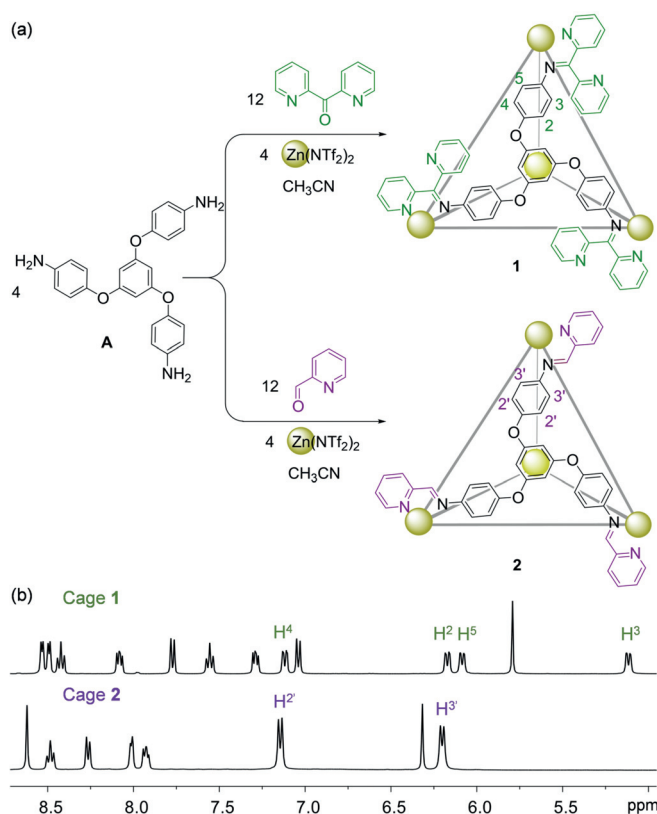 (a)
12
N
N
O
4 Zn(NTf₂)₂
CH₃CN
N
N
N
5
3
4
2
O
N
N
N
O
O
N
N
N
1
NH₂
O
H₂N
4
O
O
A
NH₂
12
N
O
4 Zn(NTf₂)₂
CH₃CN
N
N
3'
3'
2'
2'
O
N
N
O
O
N
N
2
(b)
Cage 1
H⁴
H² H⁵
H³
Cage 2
H²'
H³'
8.5 8.0 7.5 7.0 6.5 6.0 5.5 ppm